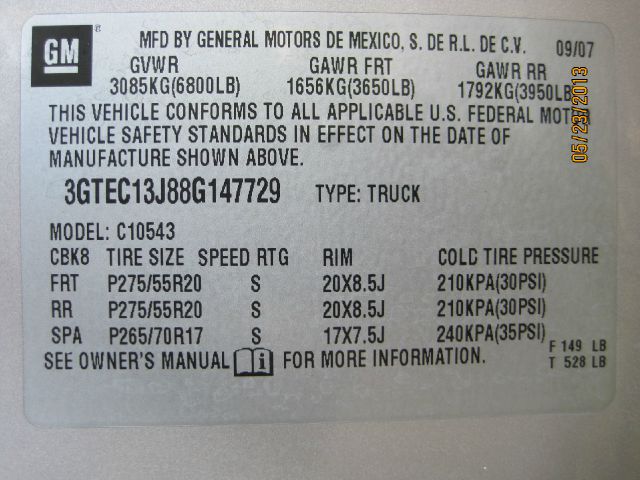 GM ®
MFD BY GENERAL MOTORS DE MEXICO, S. DE R.L. DE C.V. 09/07
GVWR GAWR FRT GAWR RR
3085KG(6800LB) 1656KG(3650LB) 1792KG(3950LB
THIS VEHICLE CONFORMS TO ALL APPLICABLE U.S. FEDERAL MOTOR
VEHICLE SAFETY STANDARDS IN EFFECT ON THE DATE OF
MANUFACTURE SHOWN ABOVE.
3GTEC13J88G147729 TYPE: TRUCK
MODEL: C10543
CBK8 TIRE SIZE SPEED RTG RIM COLD TIRE PRESSURE
FRT P275/55R20 S 20X8.5J 210KPA(30PSI)
RR P275/55R20 S 20X8.5J 210KPA(30PSI)
SPA P265/70R17 S 17X7.5J 240KPA(35PSI)
F 149 LB
SEE OWNER'S MANUAL i FOR MORE INFORMATION.
T 528 LB
05/23/2013